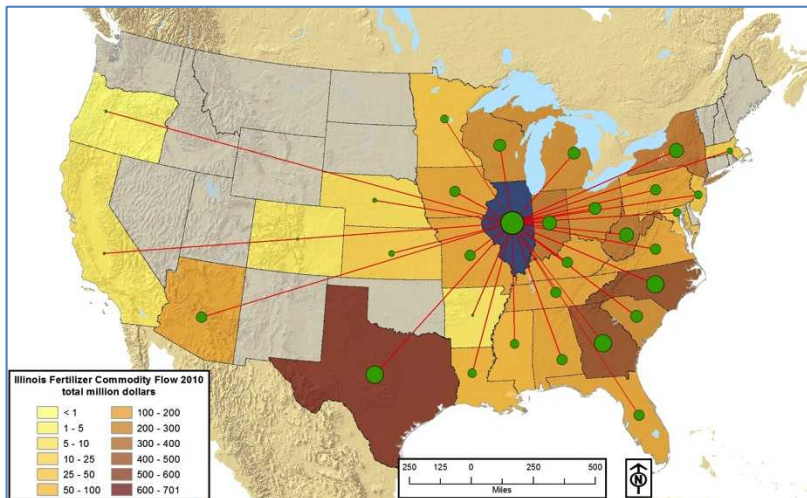 Illinois Fertilizer Commodity Flow 2010
total million dollars
< 1
1 - 5
5 - 10
10 - 25
25 - 50
50 - 100
100 - 200
200 - 300
300 - 400
400 - 500
500 - 600
600 - 701
250 125 0 250 500
Miles
N